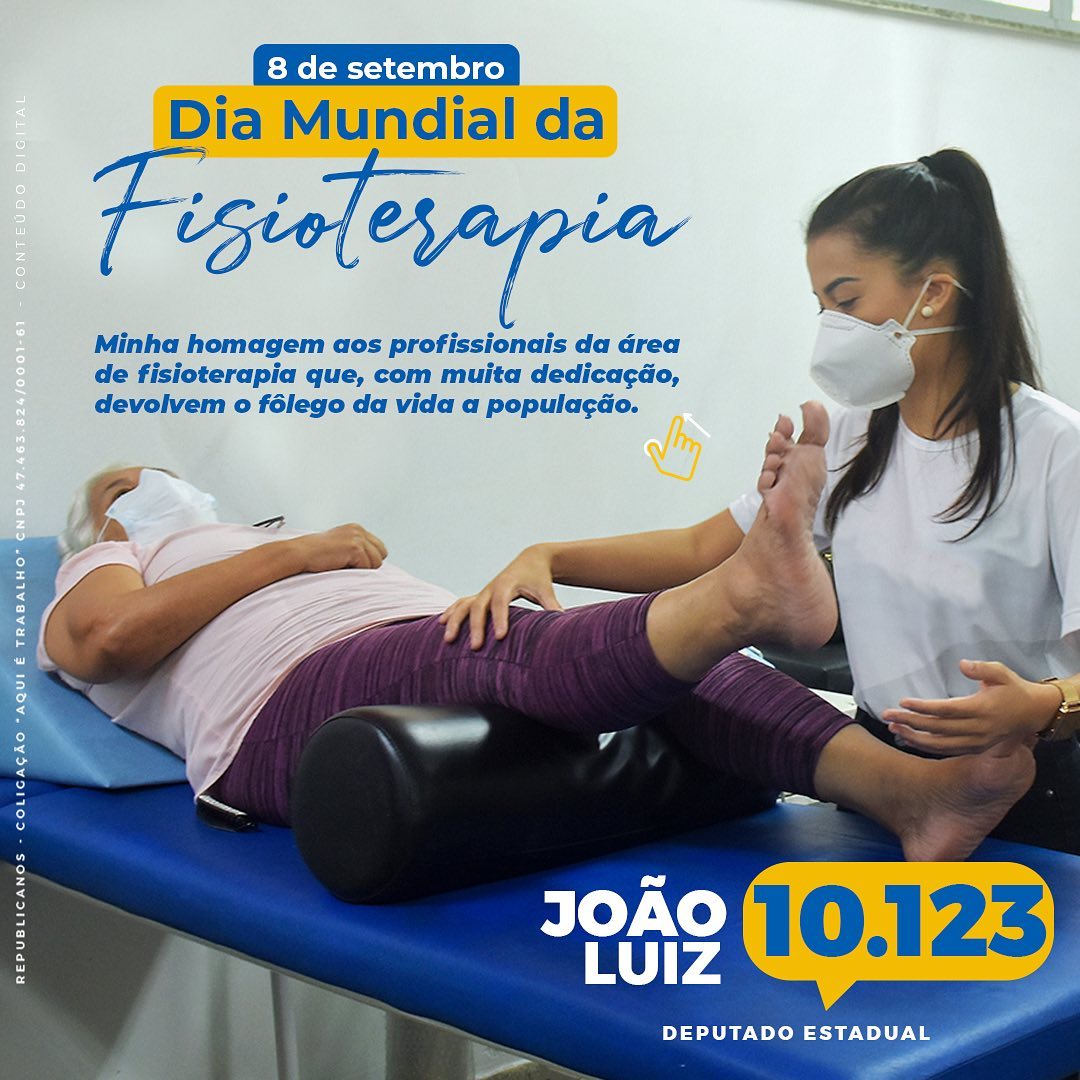 8 de setembro
Dia Mundial da
Fisioterapia
Minha homagem aos profissionais da área
de fisioterapia que, com muita dedicação,
devolvem o fôlego da vida a população.
REPUBLICANOS - COLIGAÇÃO "AQUI É TRABALHO" CNPJ 47.463.824/0001-61 - CONTEÚDO DIGITAL
JOÃO
LUIZ
10.123
DEPUTADO ESTADUAL